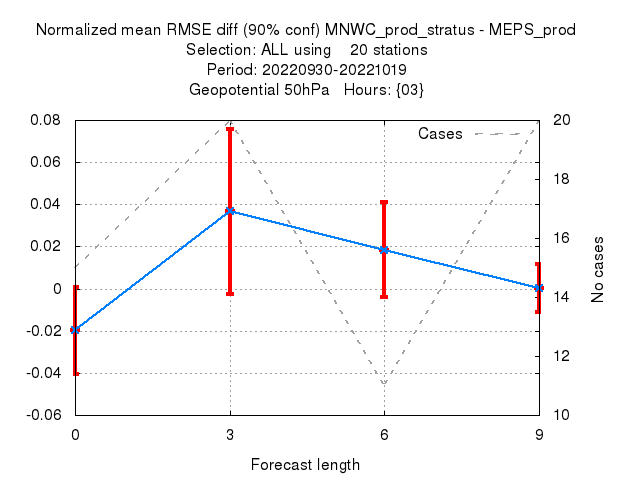 Normalized mean RMSE diff (90% conf) MNWC_prod_stratus - MEPS_prod
Selection: ALL using    20 stations
Period: 20220930-20221019
Geopotential 50hPa   Hours: {03}
0.08
0.06
0.04
0.02
0
-0.02
-0.04
-0.06
Cases
20
18
16
14
12
10
No cases
0
3
6
9
Forecast length